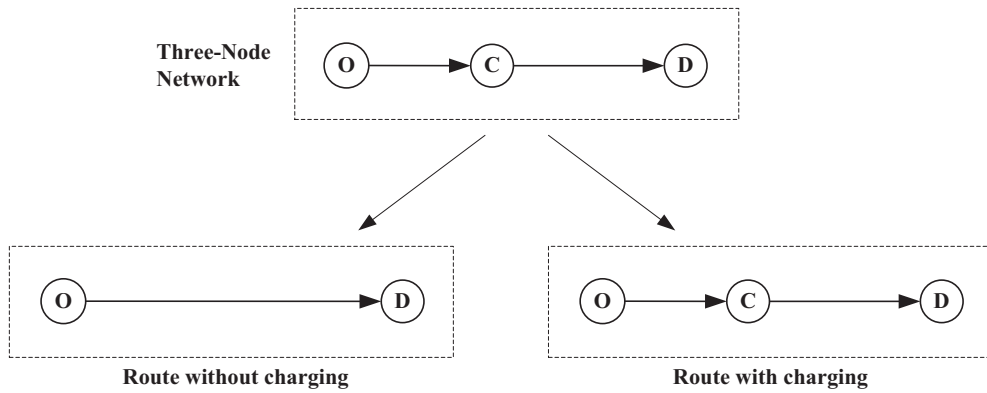 Three-Node
Network
O
C
D
O
D
O
C
D
Route without charging
Route with charging